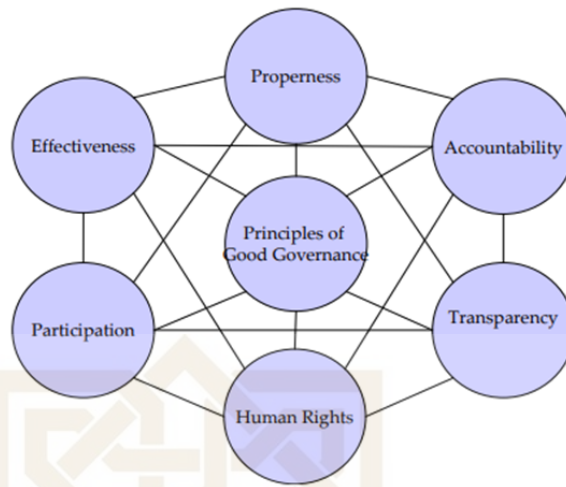 Properness
Effectiveness
Accountability
Principles of
Good Governance
Participation
Transparency
Human Rights